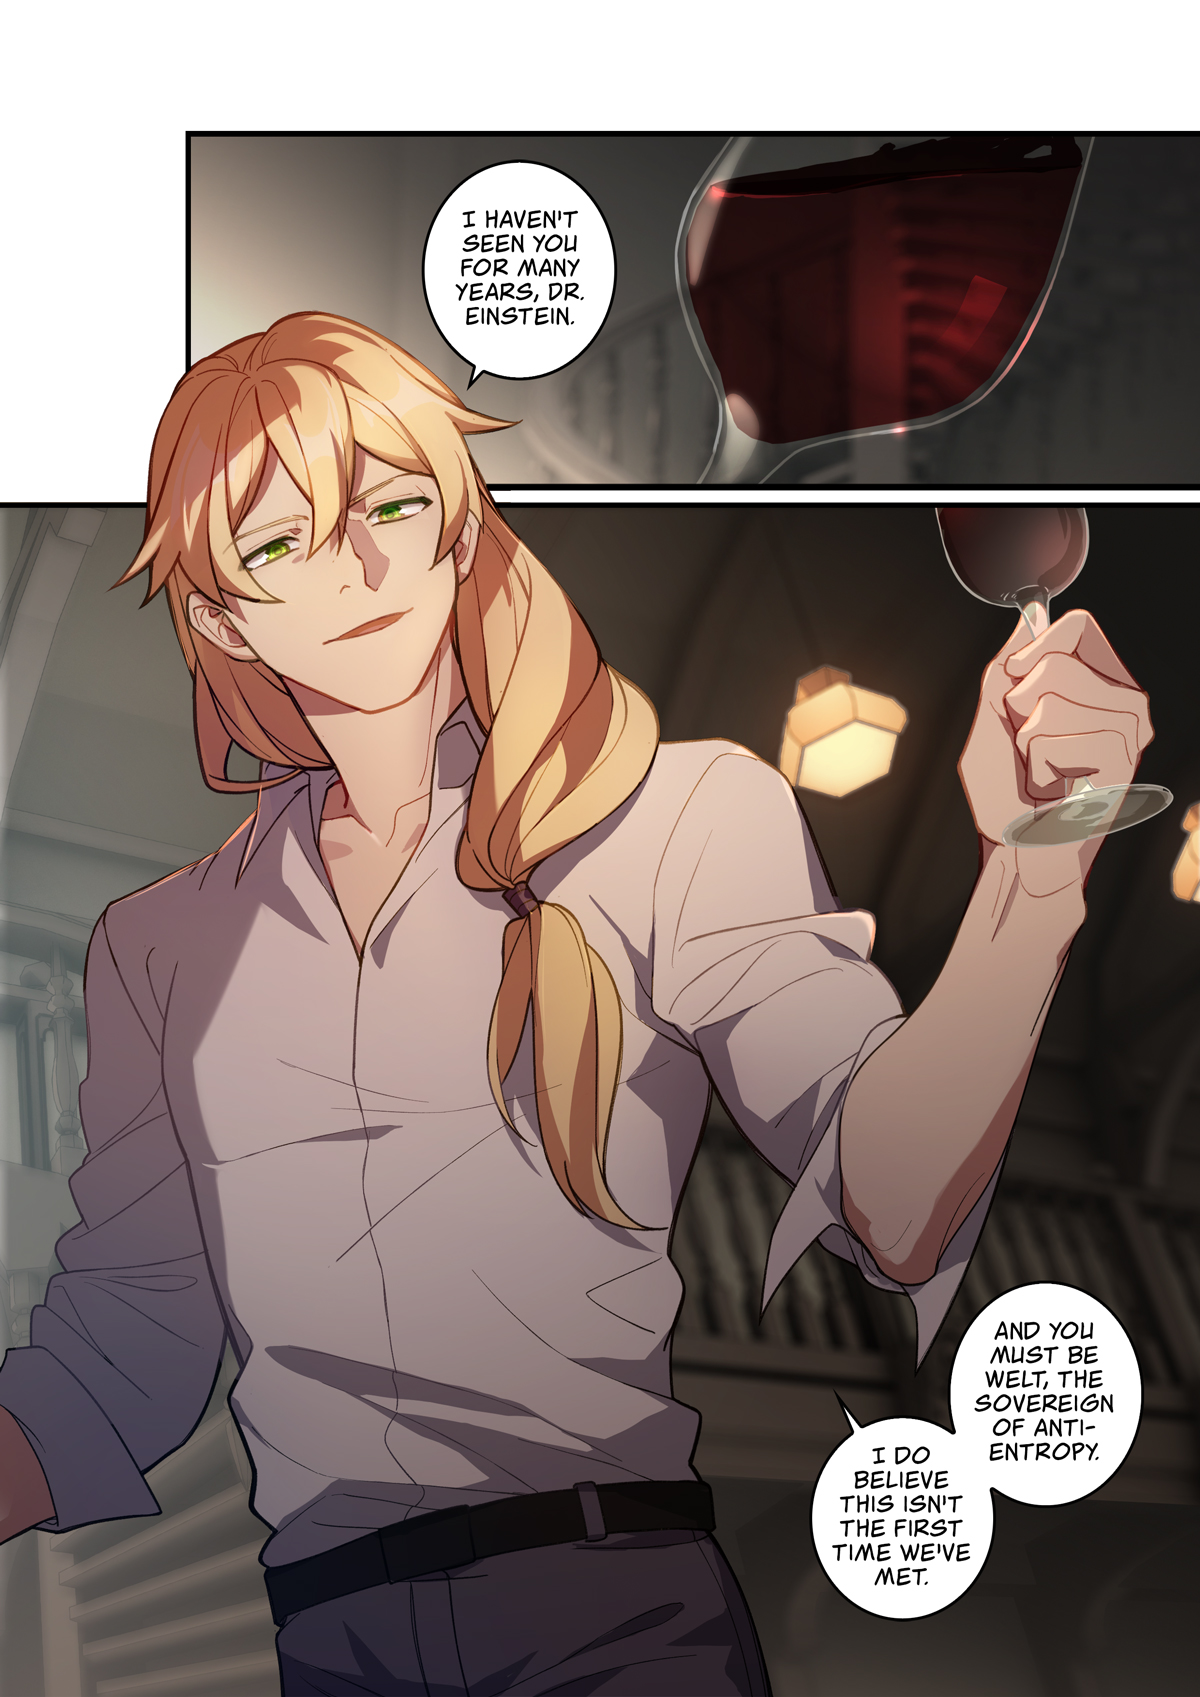 I HAVEN'T
SEEN YOU
FOR MANY
YEARS, DR.
EINSTEIN.
AND YOU
MUST BE
WELT, THE
SOVEREIGN
OF ANTI-
ENTROPY.
I DO
BELIEVE
THIS ISN'T
THE FIRST
TIME WE'VE
MET.